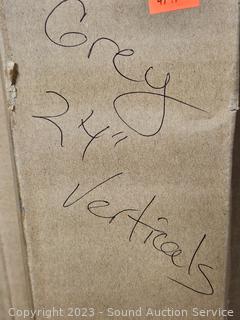 Grey
24"
Verticals
Copyright 2023 - Sound Auction Service